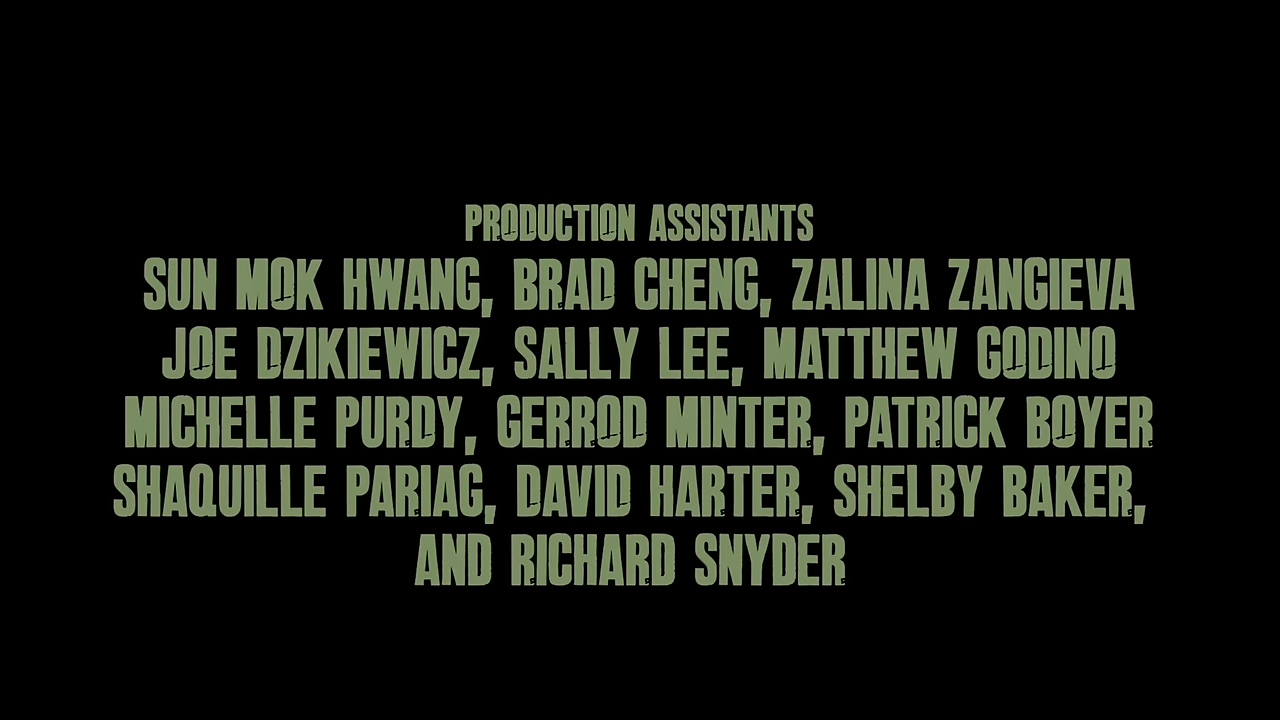 PRODUCTION ASSISTANTS
SUN MOK HWANG, BRAD CHENG, ZALINA ZANGIEVA
JOE DZIKIEWICZ, SALLY LEE, MATTHEW GODINO
MICHELLE PURDY, GERROD MINTER, PATRICK BOYER
SHAQUILLE PARIAG, DAVID HARTER, SHELBY BAKER,
AND RICHARD SNYDER